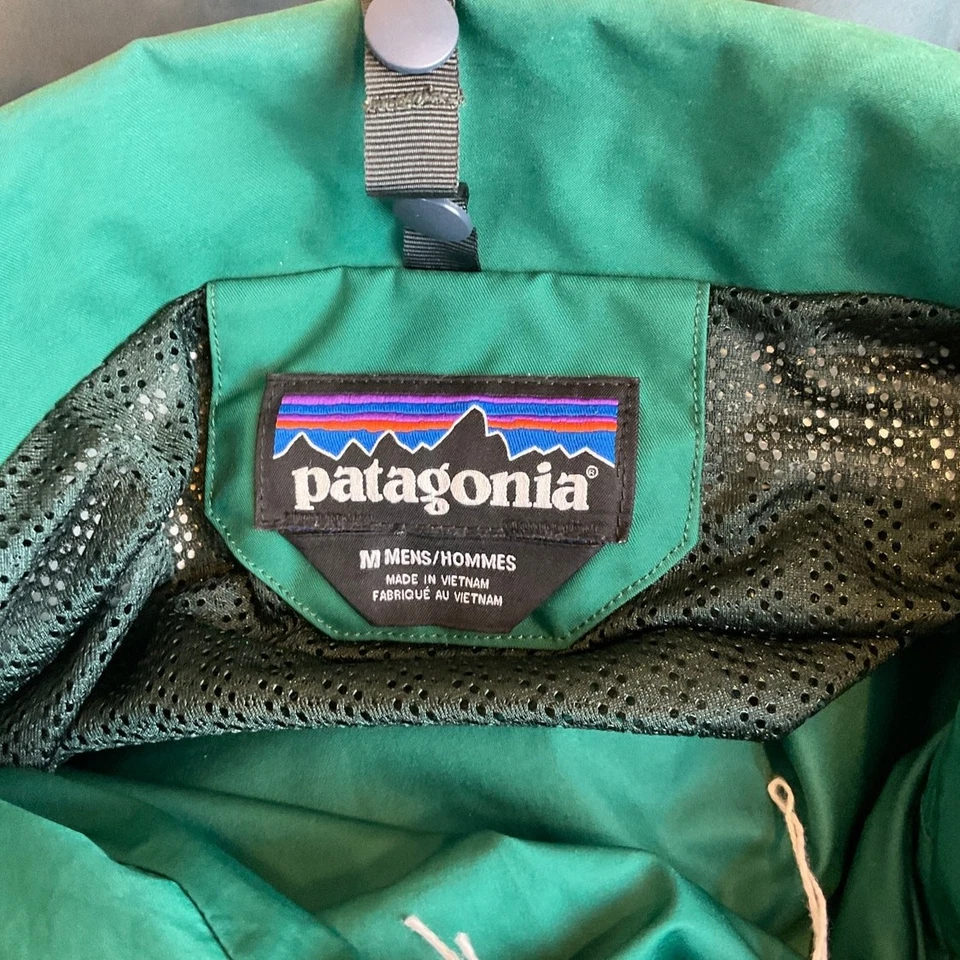 patagonia®
M MENS/HOMMES
MADE IN VIETNAM
FABRIQUÉ AU VIETNAM